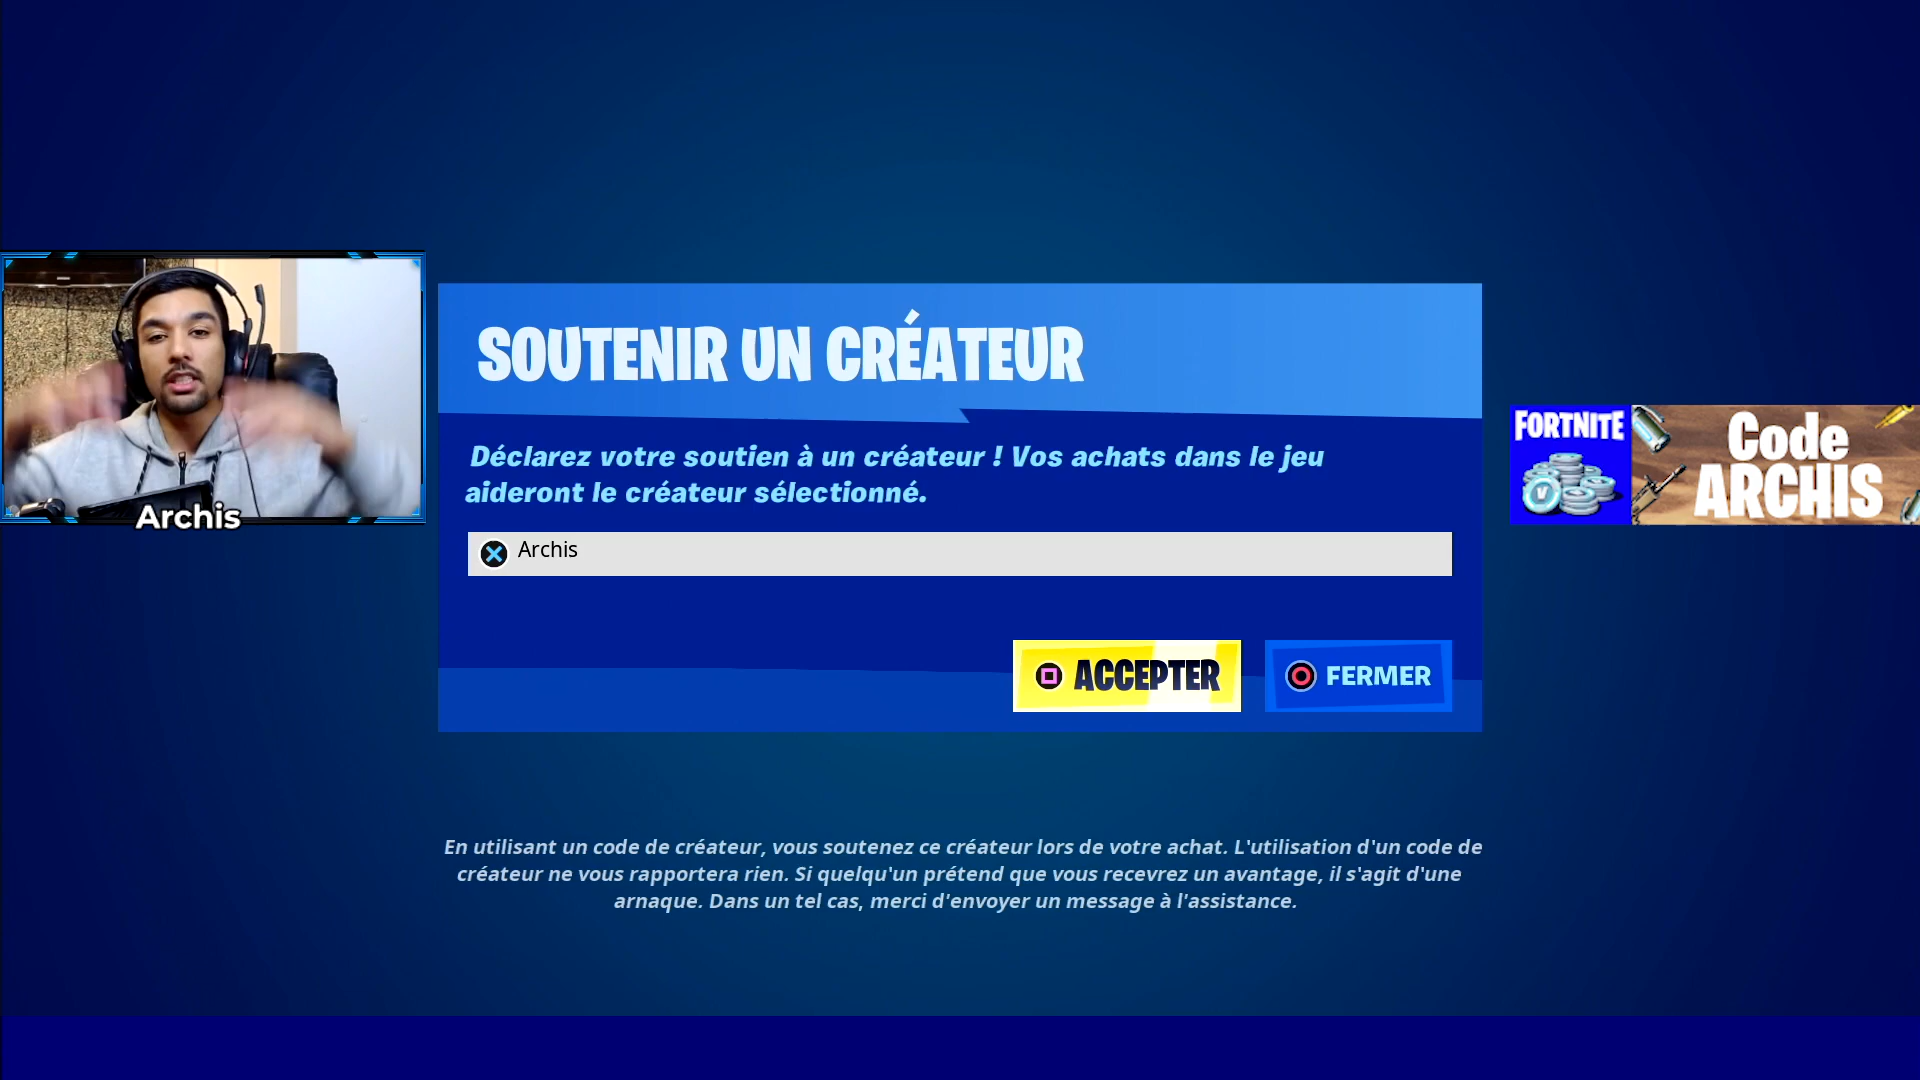 SOUTENIR UN CRÉATEUR
Déclarez votre soutien à un créateur ! Vos achats dans le jeu
aideront le créateur sélectionné.
Archis
Archis
ACCEPTER
FERMER
FORTNITE
V
Code
ARCHIS
En utilisant un code de créateur, vous soutenez ce créateur lors de votre achat. L'utilisation d'un code de
créateur ne vous rapportera rien. Si quelqu'un prétend que vous recevrez un avantage, il s'agit d'une
arnaque. Dans un tel cas, merci d'envoyer un message à l'assistance.